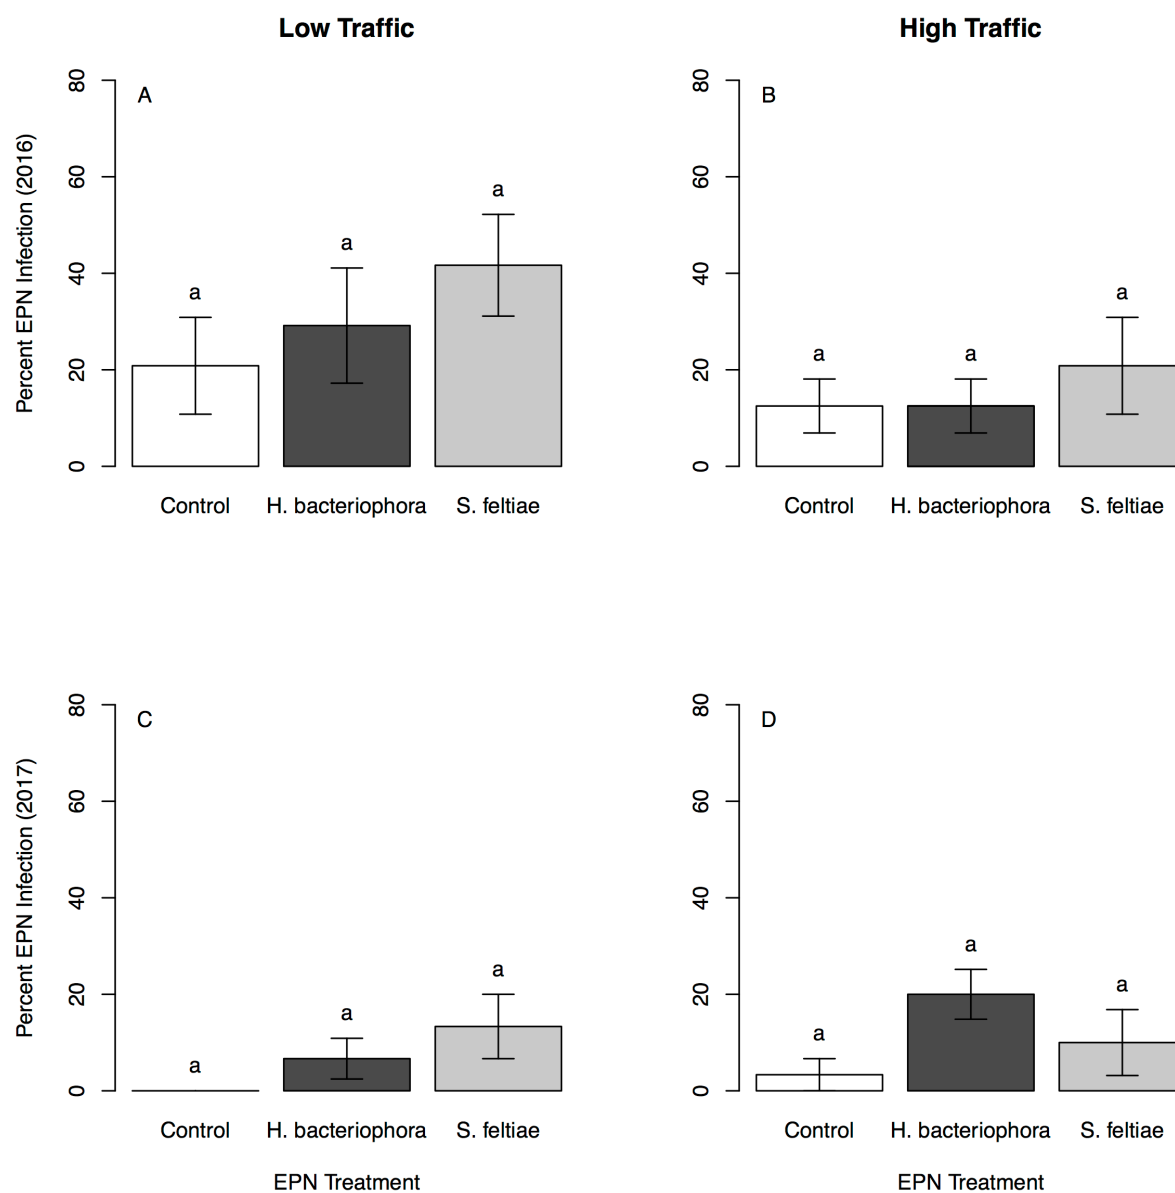 Low Traffic
High Traffic
A
B
Percent EPN Infection (2016)
80
60
40
20
0
a
a
a
80
60
40
20
0
a
a
a
Control H. bacteriophora S. feltiae
Control H. bacteriophora S. feltiae
C
D
Percent EPN Infection (2017)
80
60
40
20
0
a
a
a
80
60
40
20
0
a
a
a
Control H. bacteriophora S. feltiae
Control H. bacteriophora S. feltiae
EPN Treatment
EPN Treatment